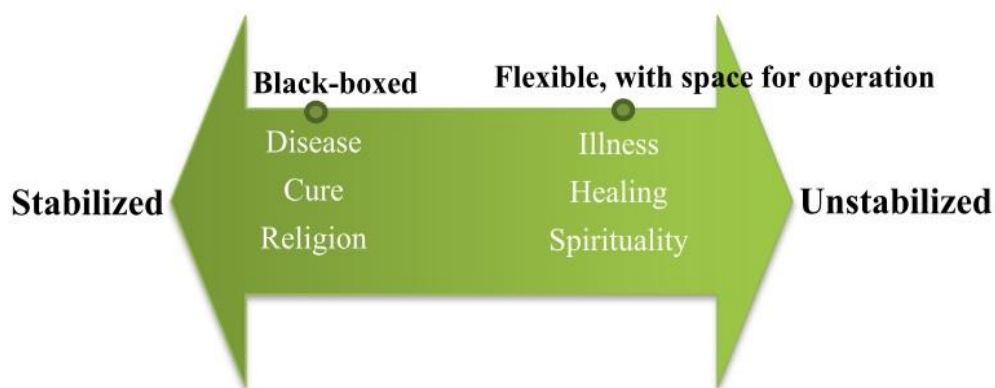 Black-boxed
Flexible, with space for operation
Disease
Illness
Cure
Healing
Stabilized
Unstabilized
Religion
Spirituality